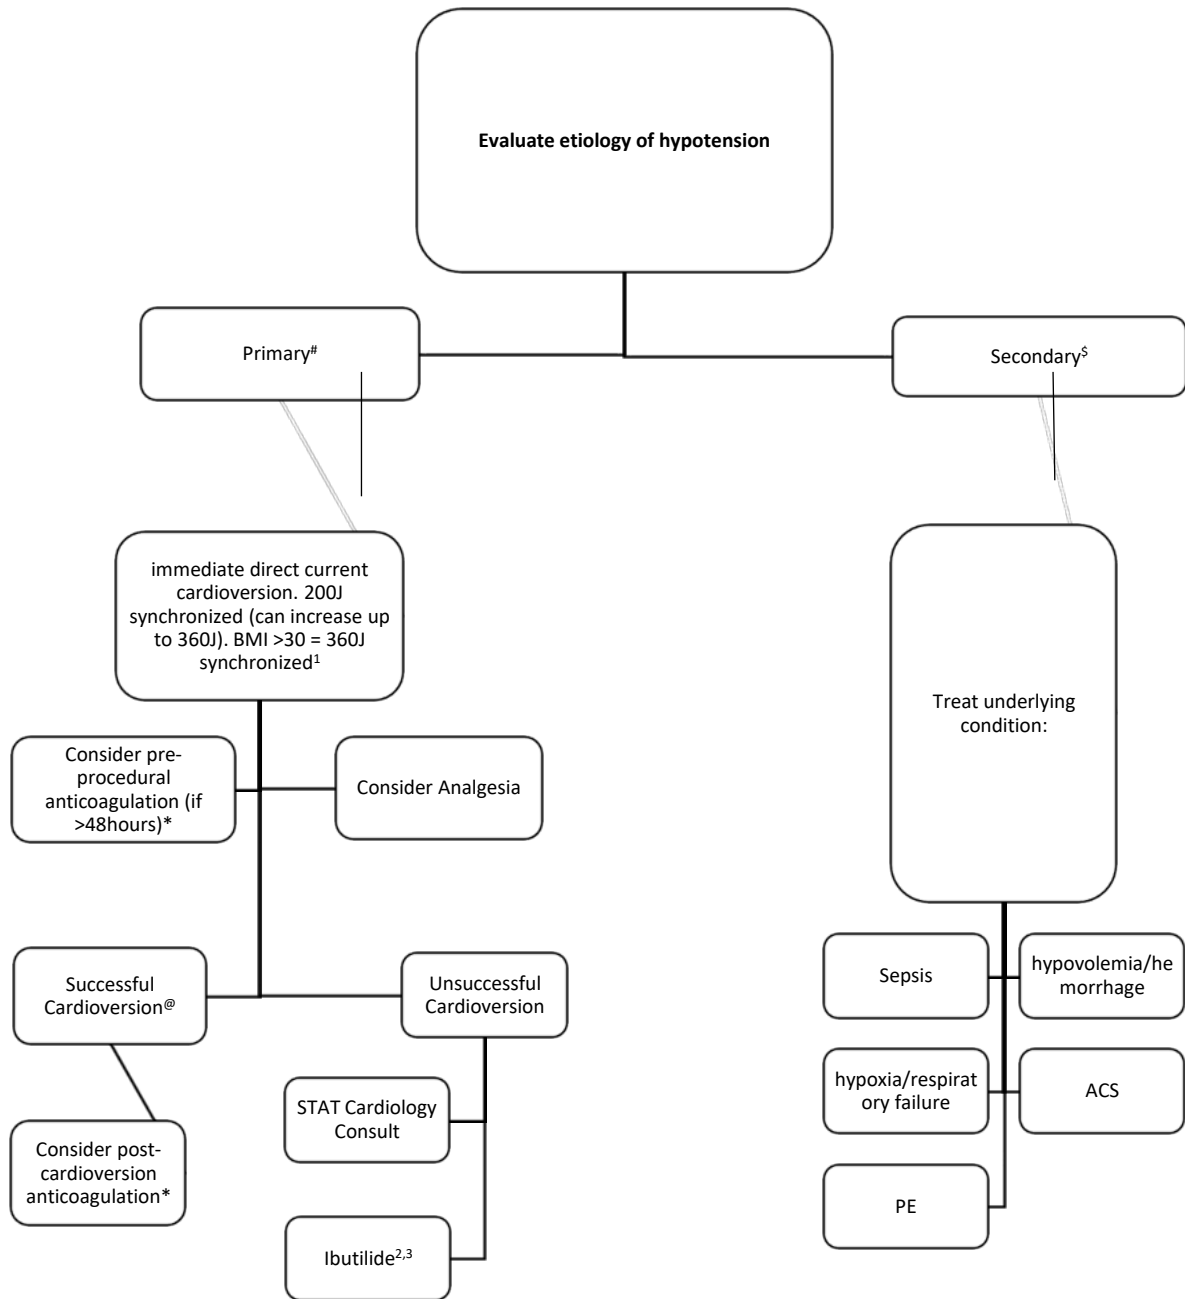 Evaluate etiology of hypotension
Primary#
Secondary$
immediate direct current
cardioversion. 200J
synchronized (can increase up
to 360J). BMI >30 = 360J
synchronized1
Consider pre-
procedural
anticoagulation (if
>48hours)*
Consider Analgesia
Successful
Cardioversion@
Unsuccessful
Cardioversion
STAT Cardiology
Consult
Consider post-
cardioversion
anticoagulation*
Ibutilide2,3
Treat underlying
condition:
Sepsis
hypovolemia/he
morrhage
hypoxia/respirat
ory failure
ACS
PE